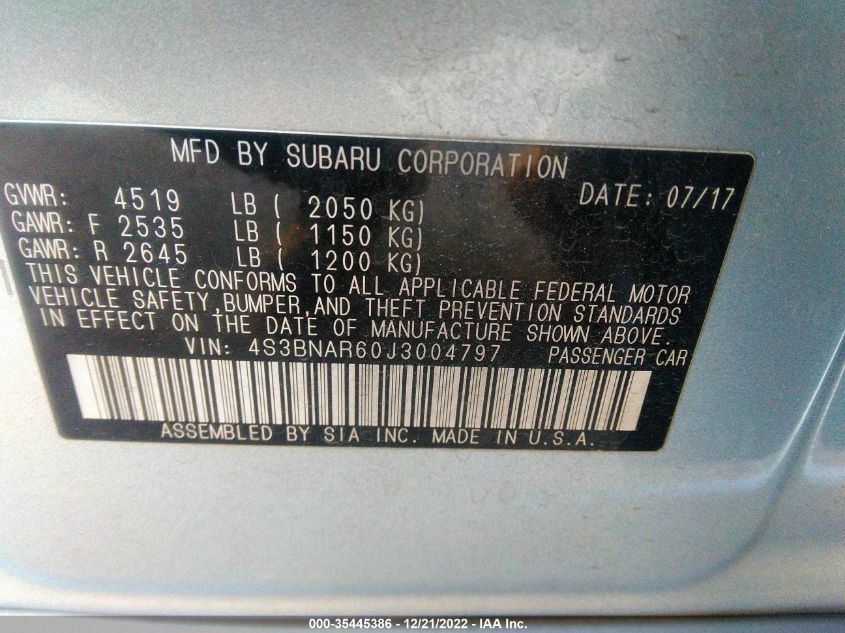 MFD BY SUBARU CORPORATION
DATE: 07/17
GVWR: 4519 LB ( 2050 KG)
GAWR: F 2535 LB ( 1150 KG)
GAWR: R 2645 LB ( 1200 KG)
THIS VEHICLE CONFORMS TO ALL APPLICABLE FEDERAL MOTOR
VEHICLE SAFETY,BUMPER,AND THEFT PREVENTION STANDARDS
IN EFFECT ON THE DATE OF MANUFACTURE SHOWN ABOVE.
VIN: 4S3BNAR60J3004797 PASSENGER CAR
ASSEMBLED BY SIA INC. MADE IN U.S.A.
000-35445386 - 12/21/2022 - IAA Inc.